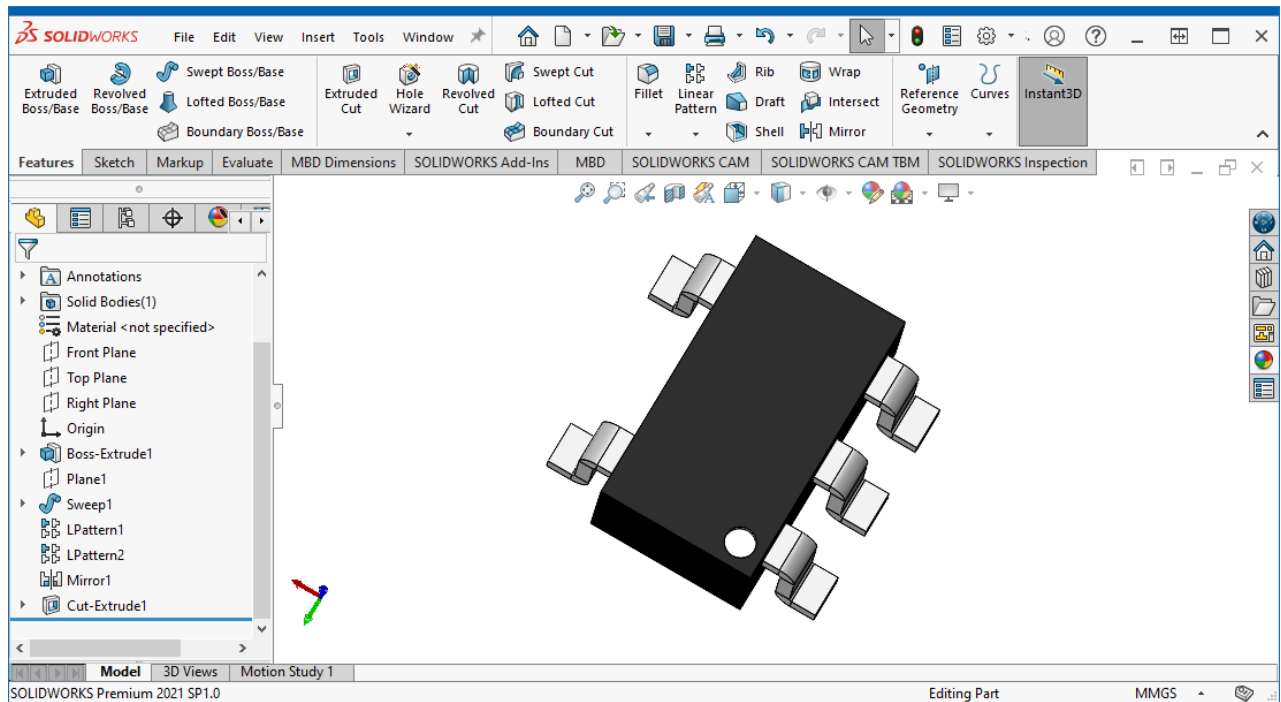 SOLIDWORKS File Edit View Insert Tools Window
Extruded Boss/Base
Revolved Boss/Base
Swept Boss/Base
Lofted Boss/Base
Boundary Boss/Base
Extruded Cut
Hole Wizard
Revolved Cut
Swept Cut
Lofted Cut
Boundary Cut
Fillet
Linear Pattern
Rib
Draft
Shell
Wrap
Intersect
Mirror
Reference Geometry
Curves
Instant3D
Features Sketch Markup Evaluate MBD Dimensions SOLIDWORKS Add-Ins MBD SOLIDWORKS CAM SOLIDWORKS CAM TBM SOLIDWORKS Inspection
Annotations
Solid Bodies(1)
Material <not specified>
Front Plane
Top Plane
Right Plane
Origin
Boss-Extrude1
Plane1
Sweep1
LPattern1
LPattern2
Mirror1
Cut-Extrude1
Model 3D Views Motion Study 1
SOLIDWORKS Premium 2021 SP1.0 Editing Part MMGS